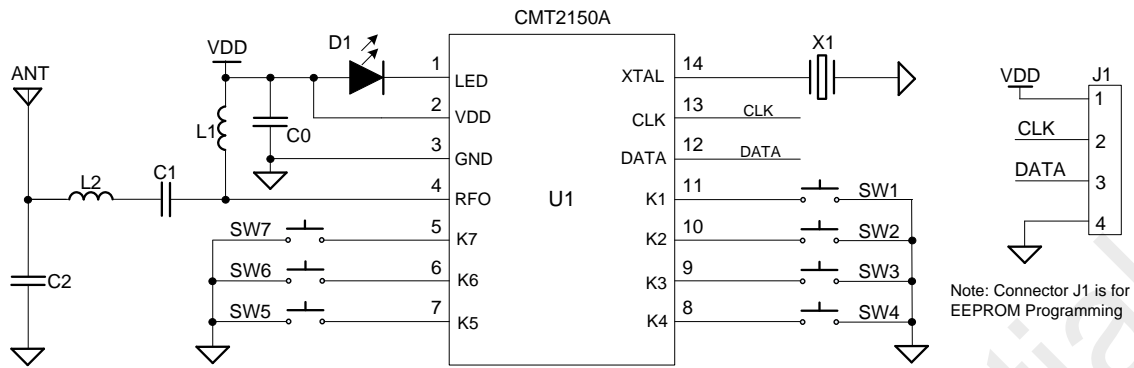 CMT2150A
ANT
VDD
D1
X1
L1
C0
L2
C1
C2
1 LED
2 VDD
3 GND
4 RFO
5 K7
6 K6
7 K5
U1
XTAL 14
CLK 13 CLK
DATA 12 DATA
K1 11 SW1
K2 10 SW2
K3 9 SW3
K4 8 SW4
SW7
SW6
SW5
J1
VDD 1
CLK 2
DATA 3
4
Note: Connector J1 is for
EEPROM Programming